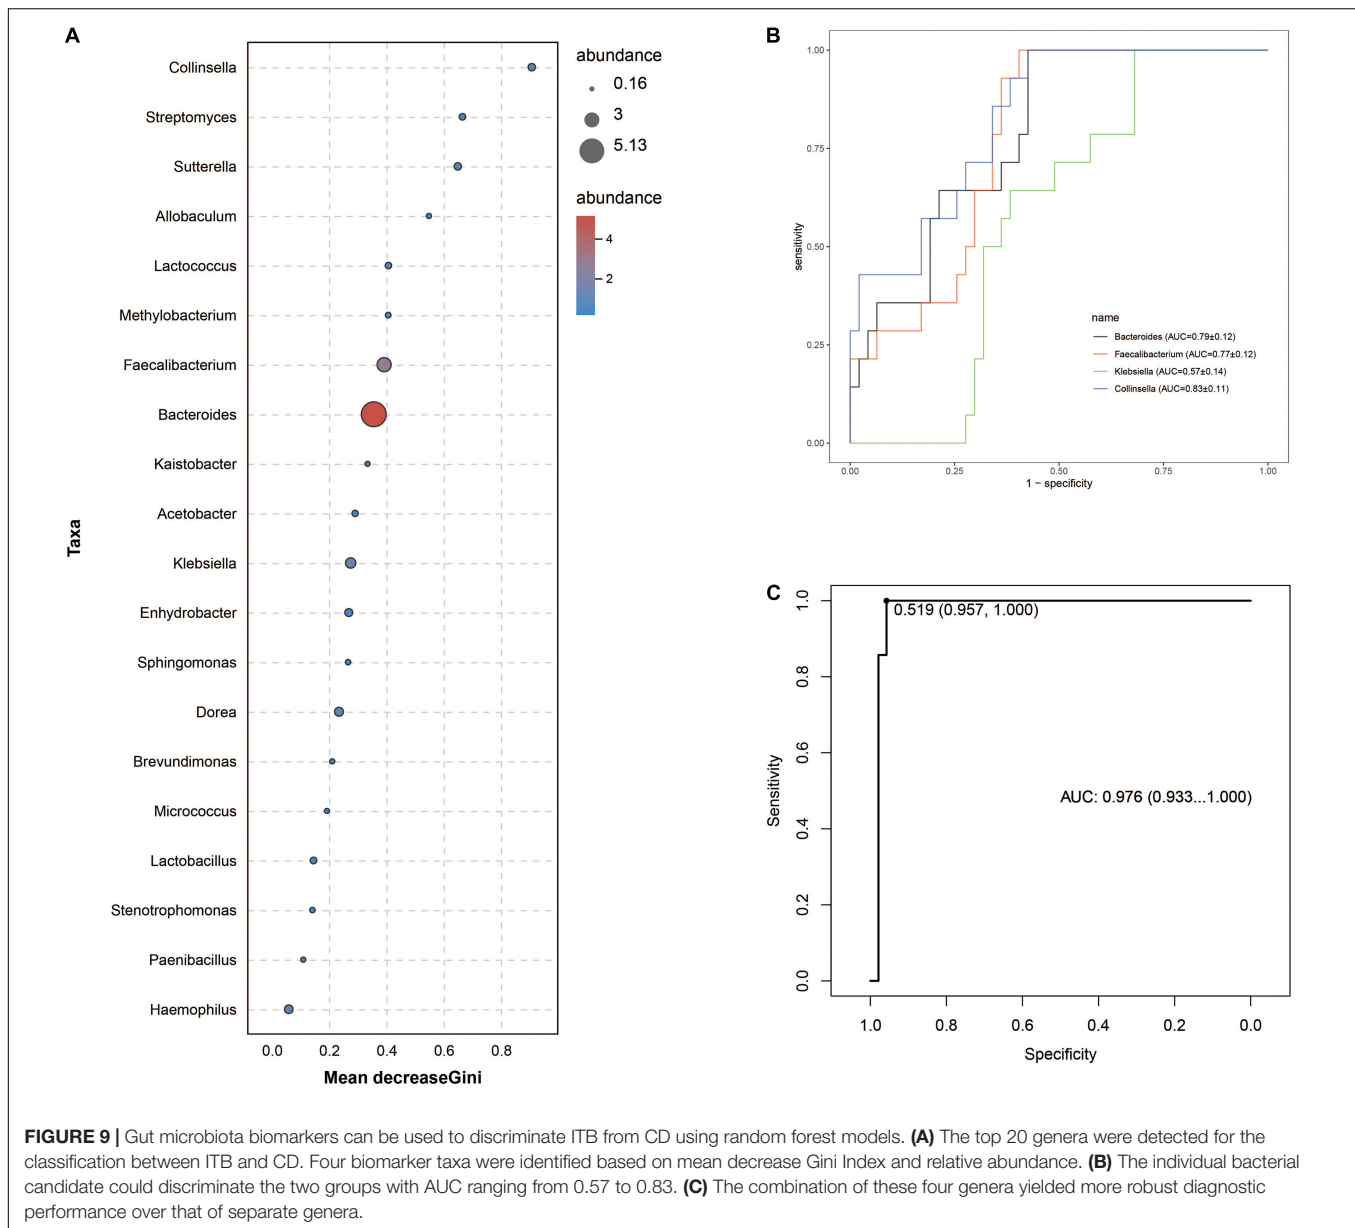 A
Collinsella
Streptomyces
Sutterella
Allobaculum
Lactococcus
Methylobacterium
Faecalibacterium
Bacteroides
Kaistobacter
Acetobacter
Klebsiella
Enhydrobacter
Sphingomonas
Dorea
Brevundimonas
Micrococcus
Lactobacillus
Stenotrophomonas
Paenibacillus
Haemophilus
Taxa
0.0 0.2 0.4 0.6 0.8
Mean decreaseGini
abundance
0.16
3
5.13
abundance
4
2
B
1.00
0.75
0.50
0.25
0.00
sensitivity
0.00 0.25 0.50 0.75 1.00
1 − specificity
name
Bacteroides (AUC=0.79±0.12)
Faecalibacterium (AUC=0.77±0.12)
Klebsiella (AUC=0.57±0.14)
Collinsella (AUC=0.83±0.11)
C
1.0
0.8
0.6
0.4
0.2
0.0
Sensitivity
0.519 (0.957, 1.000)
AUC: 0.976 (0.933...1.000)
1.0 0.8 0.6 0.4 0.2 0.0
Specificity
FIGURE 9 | Gut microbiota biomarkers can be used to discriminate ITB from CD using random forest models. (A) The top 20 genera were detected for the
classification between ITB and CD. Four biomarker taxa were identified based on mean decrease Gini Index and relative abundance. (B) The individual bacterial
candidate could discriminate the two groups with AUC ranging from 0.57 to 0.83. (C) The combination of these four genera yielded more robust diagnostic
performance over that of separate genera.